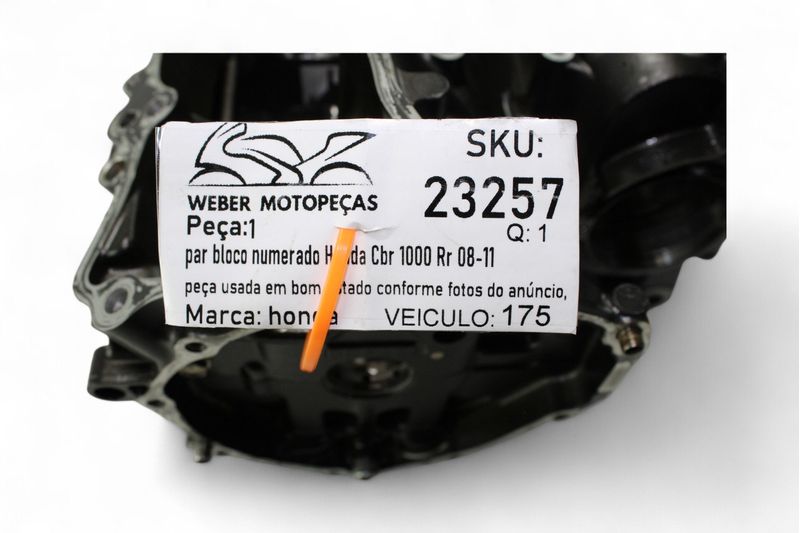 SKU:
23257
Q: 1
WEBER MOTOPEÇAS
Peça:1
par bloco numerado Cbr 1000 Rr 08-11
peça usada em bom conforme fotos do anúncio,
Marca: honda VEICULO: 175